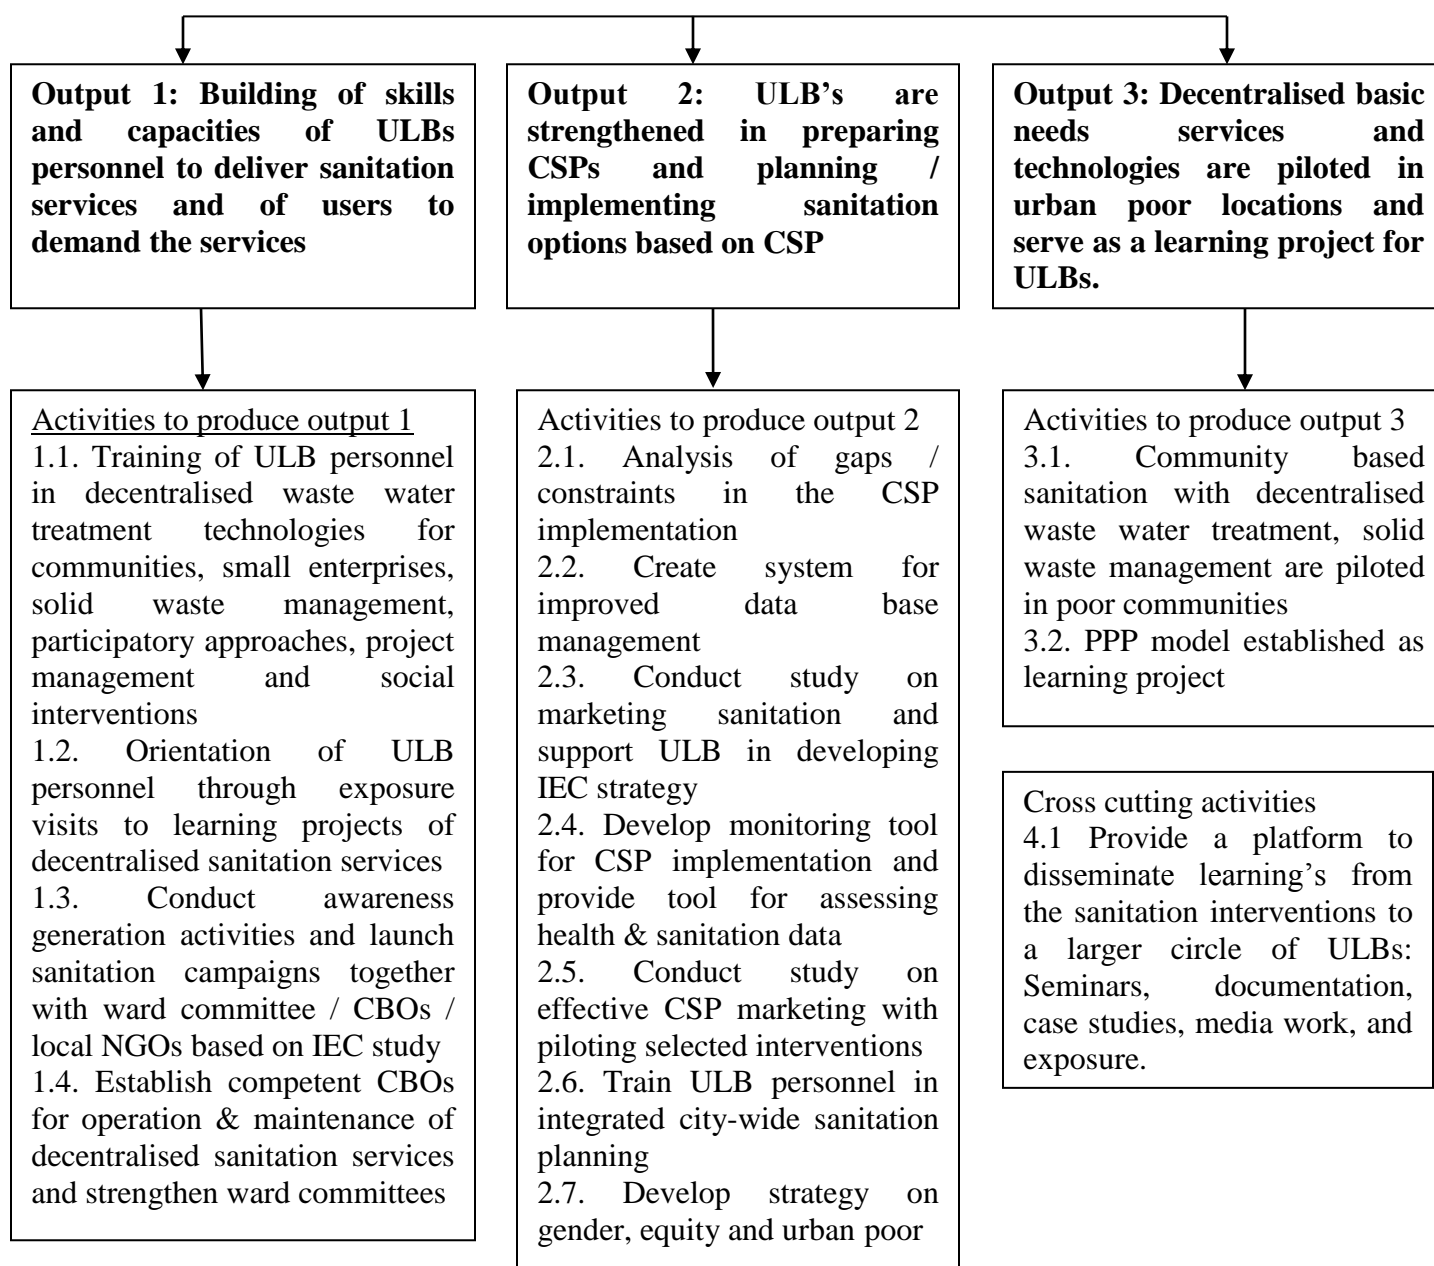 Output 1: Building of skills
and capacities of ULBs
personnel to deliver sanitation
services and of users to
demand the services
Output 2: ULB’s are
strengthened in preparing
CSPs and planning /
implementing sanitation
options based on CSP
Output 3: Decentralised basic
needs services and
technologies are piloted in
urban poor locations and
serve as a learning project for
ULBs.
Activities to produce output 1
1.1. Training of ULB personnel
in decentralised waste water
treatment technologies for
communities, small enterprises,
solid waste management,
participatory approaches, project
management and social
interventions
1.2. Orientation of ULB
personnel through exposure
visits to learning projects of
decentralised sanitation services
1.3. Conduct awareness
generation activities and launch
sanitation campaigns together
with ward committee / CBOs /
local NGOs based on IEC study
1.4. Establish competent CBOs
for operation & maintenance of
decentralised sanitation services
and strengthen ward committees
Activities to produce output 2
2.1. Analysis of gaps /
constraints in the CSP
implementation
2.2. Create system for
improved data base
management
2.3. Conduct study on
marketing sanitation and
support ULB in developing
IEC strategy
2.4. Develop monitoring tool
for CSP implementation and
provide tool for assessing
health & sanitation data
2.5. Conduct study on
effective CSP marketing with
piloting selected interventions
2.6. Train ULB personnel in
integrated city-wide sanitation
planning
2.7. Develop strategy on
gender, equity and urban poor
Activities to produce output 3
3.1. Community based
sanitation with decentralised
waste water treatment, solid
waste management are piloted
in poor communities
3.2. PPP model established as
learning project
Cross cutting activities
4.1 Provide a platform to
disseminate learning’s from
the sanitation interventions to
a larger circle of ULBs:
Seminars, documentation,
case studies, media work, and
exposure.